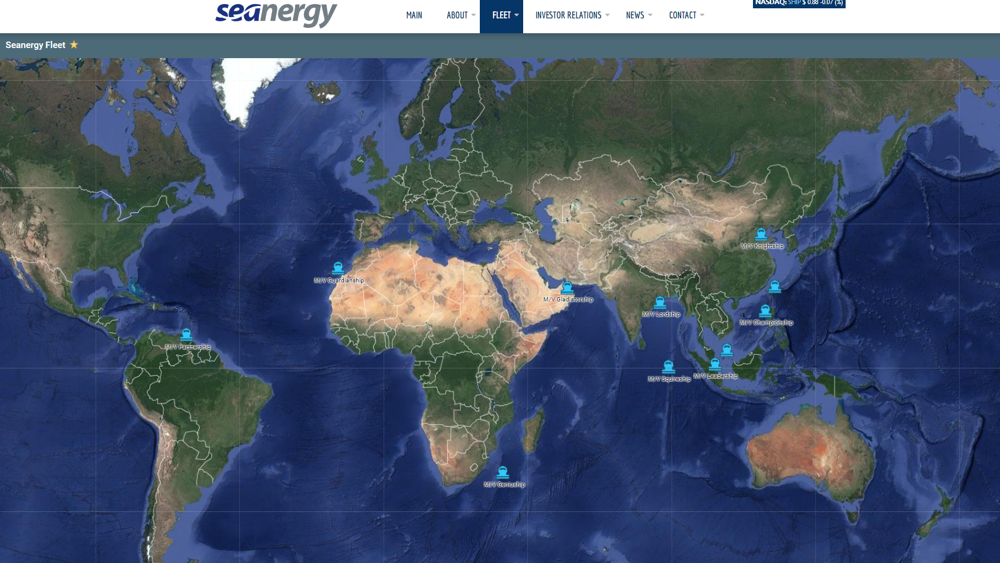 seanergy
MAIN
ABOUT
FLEET
INVESTOR RELATIONS
NEWS
CONTACT
NASDAQ: SHIP $ 0.88 -0.07 (%)
Seanergy Fleet
M/V Knightship
M/V Guardianship
M/V Gladiatorship
M/V Lordship
M/V Championship
M/V Partnership
M/V Squireship
M/V Leadership
M/V Geniuship